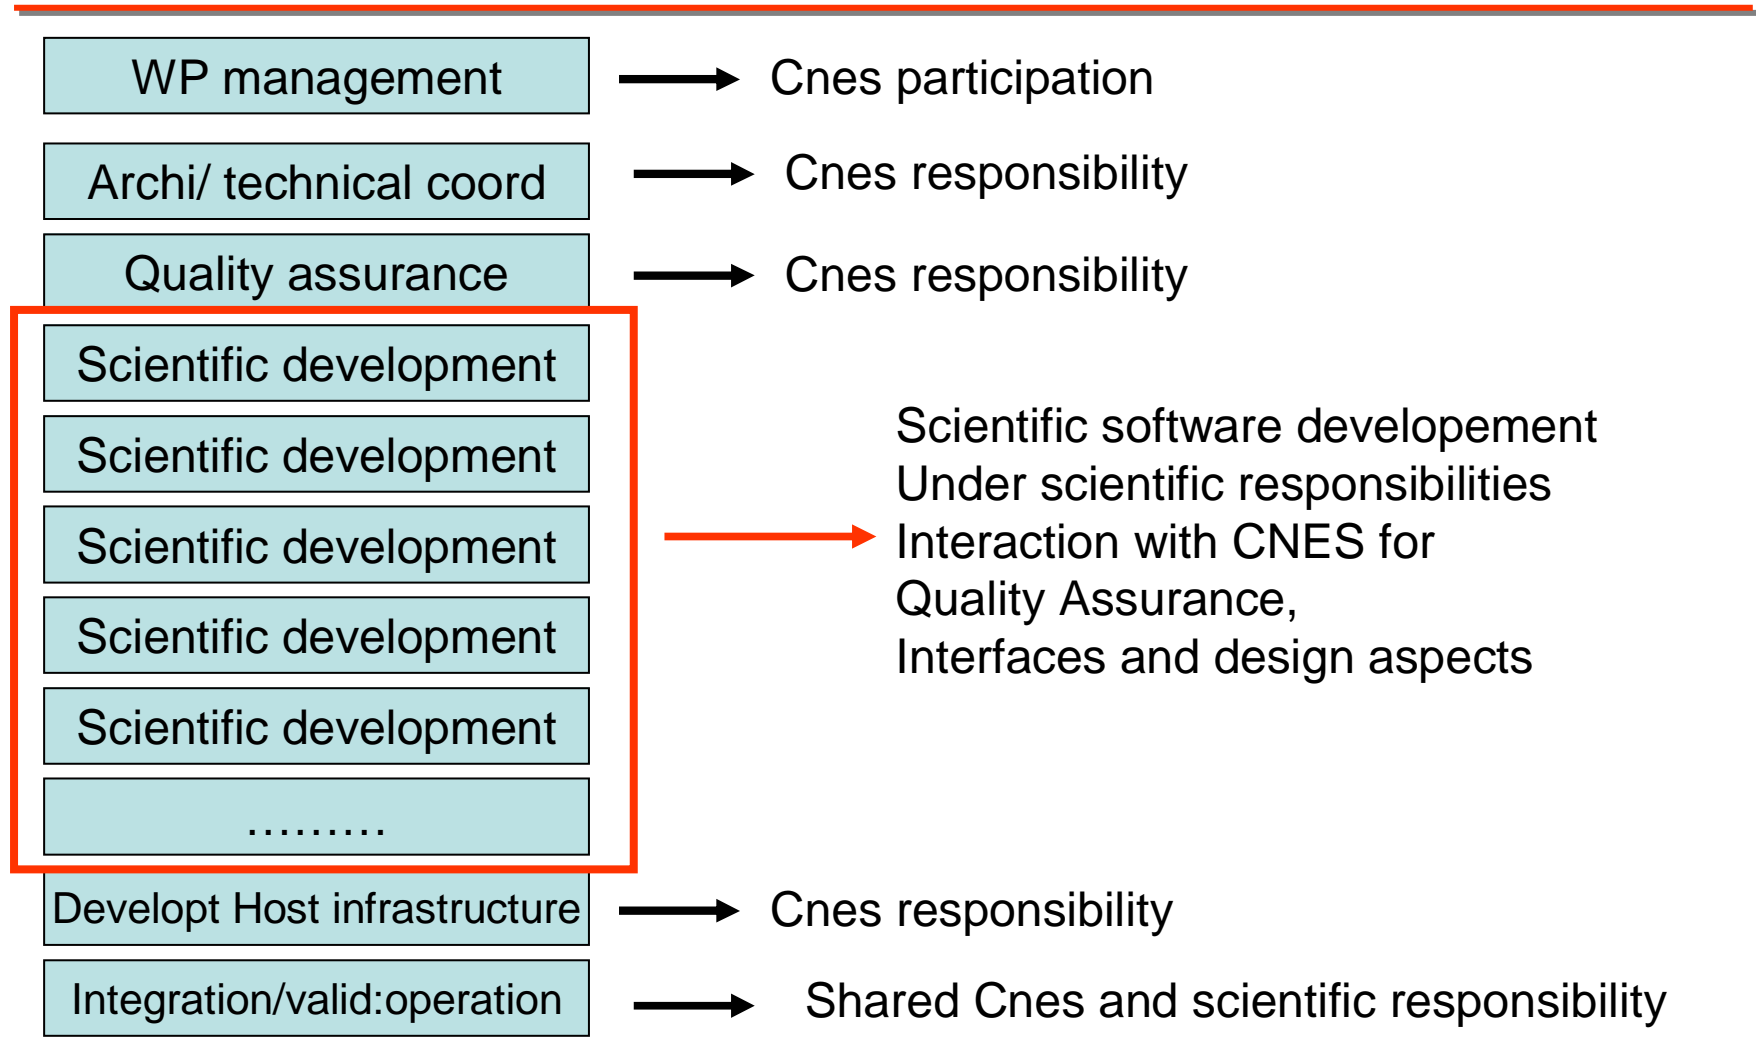 WP management
Cnes participation
Archi/ technical coord
Cnes responsibility
Quality assurance
Cnes responsibility
Scientific development
Scientific development
Scientific development
Scientific development
Scientific development
.........
Scientific software developement
Under scientific responsibilities
Interaction with CNES for
Quality Assurance,
Interfaces and design aspects
Developt Host infrastructure
Cnes responsibility
Integration/valid:operation
Shared Cnes and scientific responsibility